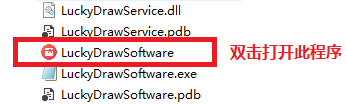 LuckyDrawService.dll
LuckyDrawService.pdb
LuckyDrawSoftware 双击打开此程序
LuckyDrawSoftware.exe
LuckyDrawSoftware.pdb